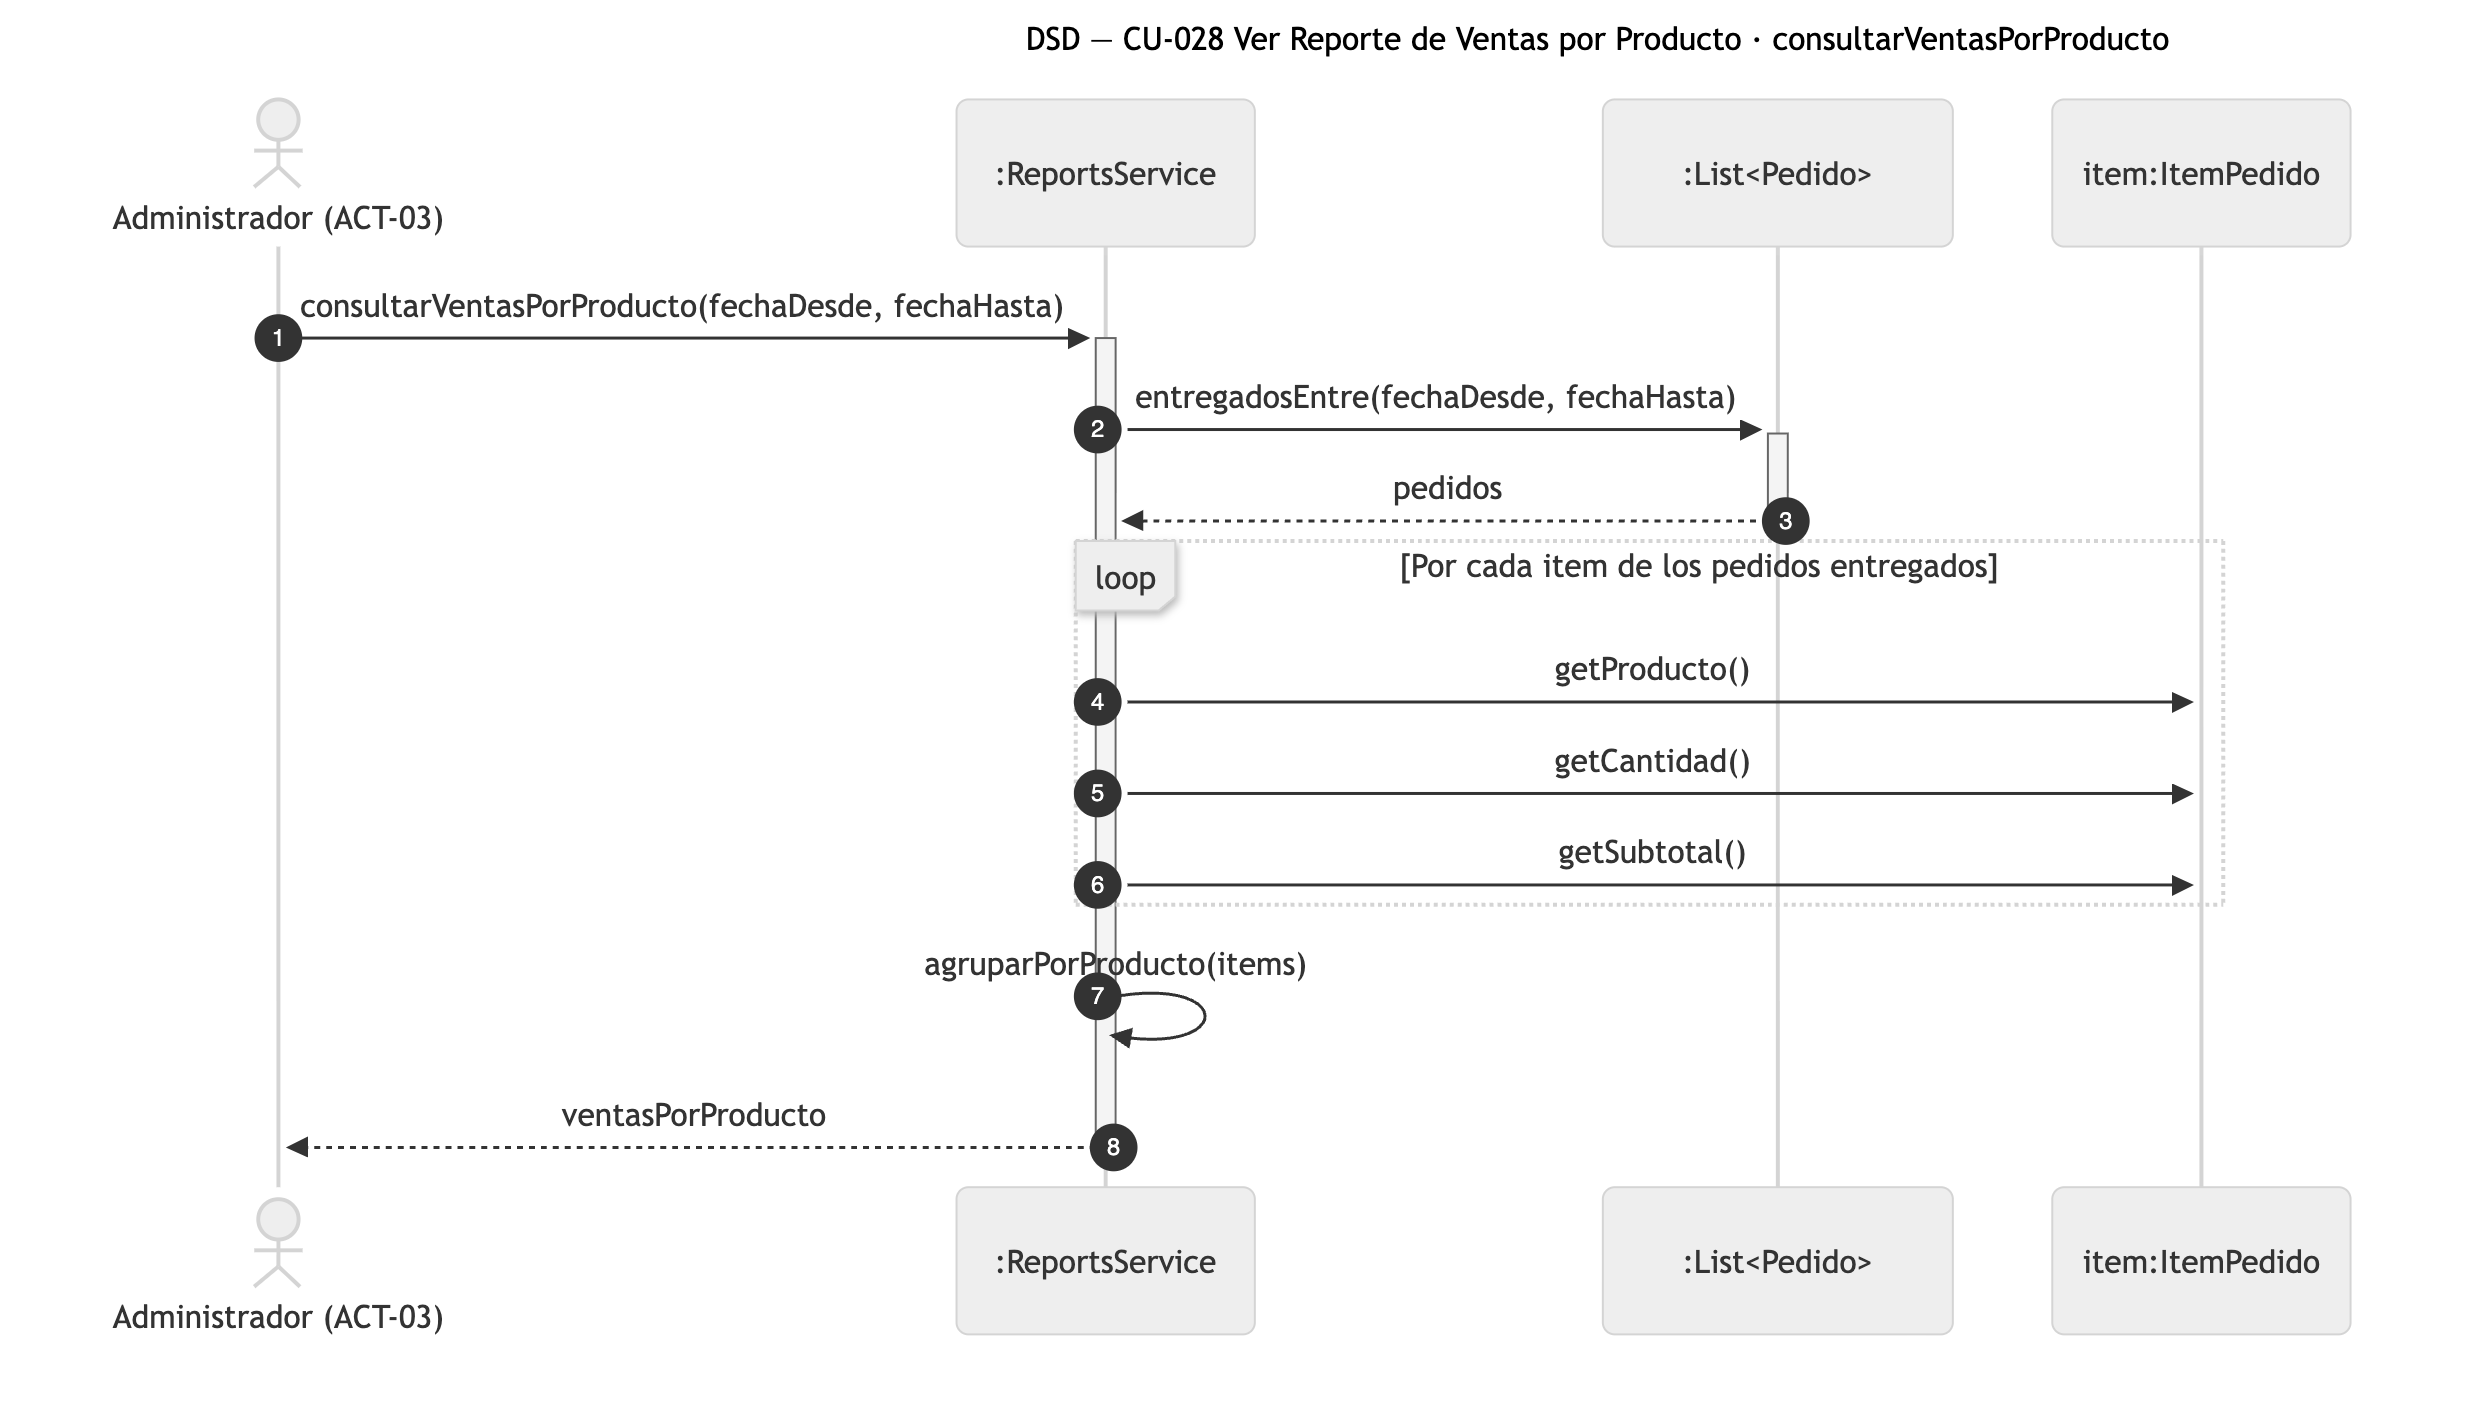 DSD — CU-028 Ver Reporte de Ventas por Producto · consultarVentasPorProducto
Administrador (ACT-03)
:ReportsService
:List<Pedido>
item:ItemPedido
consultarVentasPorProducto(fechaDesde, fechaHasta)
1
entregadosEntre(fechaDesde, fechaHasta)
2
pedidos
3
loop
[Por cada item de los pedidos entregados]
getProducto()
4
getCantidad()
5
getSubtotal()
6
agruparPorProducto(items)
7
ventasPorProducto
8
Administrador (ACT-03)
:ReportsService
:List<Pedido>
item:ItemPedido